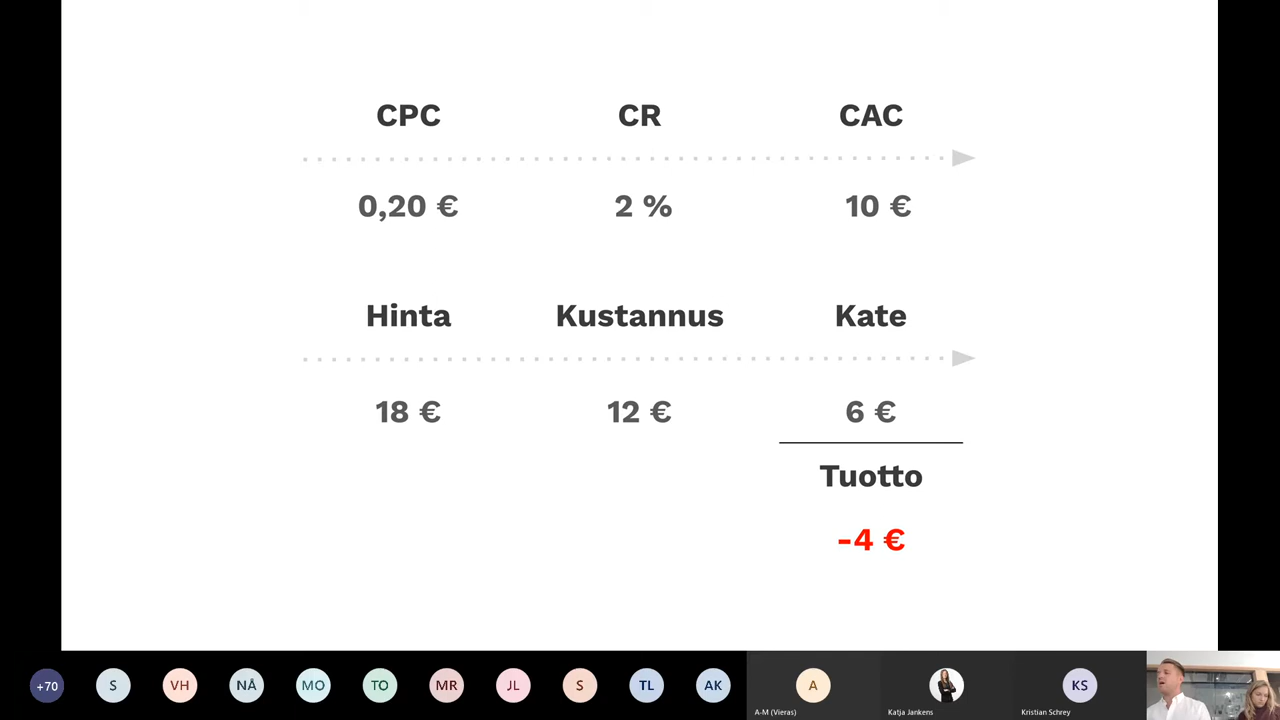 CPC CR CAC
0,20 € 2 % 10 €
Hinta Kustannus Kate
18 € 12 € 6 €
Tuotto
-4 €
+70 S VH NÅ MO TO MR JL S TL AK A KS
A-M (Vieras) Katja Jankens Kristian Schrey